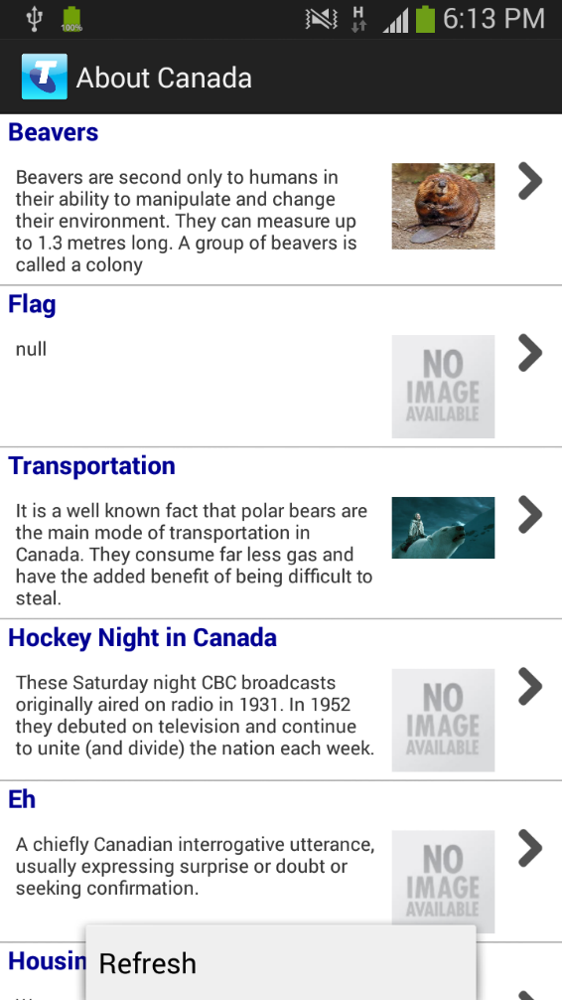 100%
H
6:13 PM
T
About Canada
Beavers
Beavers are second only to humans in
their ability to manipulate and change
their environment. They can measure up
to 1.3 metres long. A group of beavers is
called a colony
Flag
null
NO
IMAGE
AVAILABLE
Transportation
It is a well known fact that polar bears are
the main mode of transportation in
Canada. They consume far less gas and
have the added benefit of being difficult to
steal.
Hockey Night in Canada
These Saturday night CBC broadcasts
originally aired on radio in 1931. In 1952
they debuted on television and continue
to unite (and divide) the nation each week.
NO
IMAGE
AVAILABLE
Eh
A chiefly Canadian interrogative utterance,
usually expressing surprise or doubt or
seeking confirmation.
NO
IMAGE
AVAILABLE
Refresh